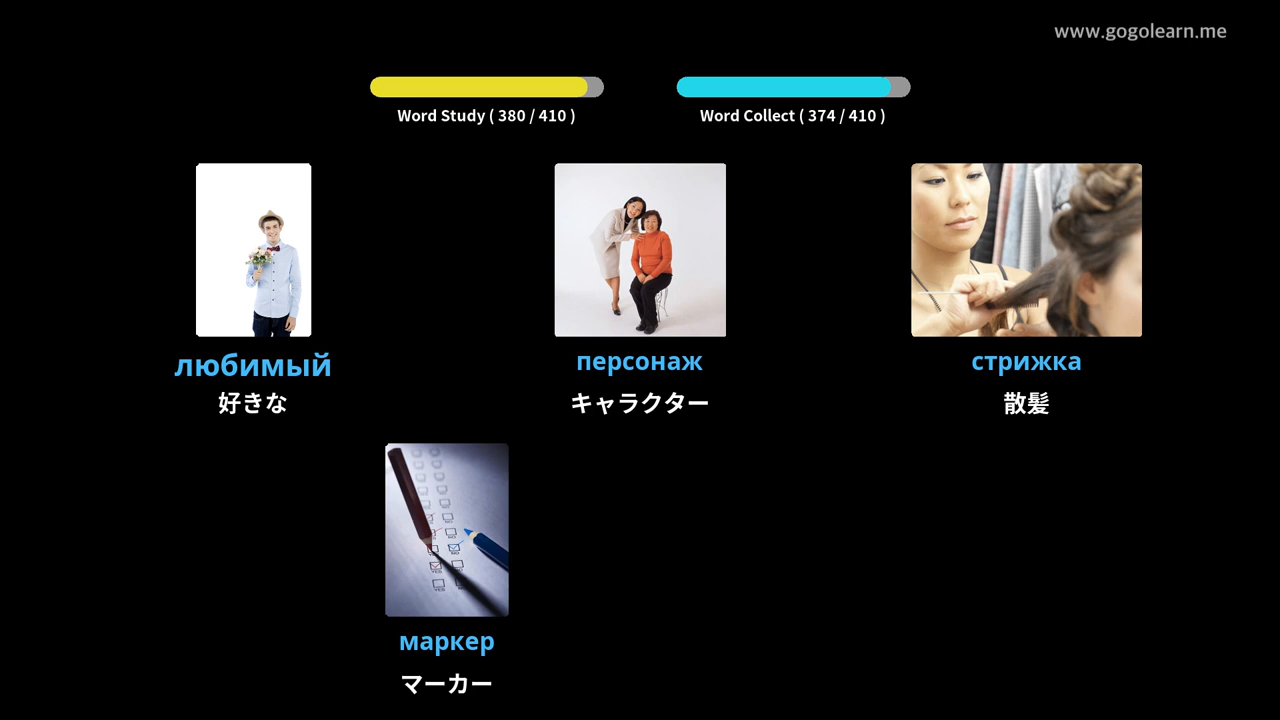 www.gogolearn.me
Word Study ( 380 / 410 )
Word Collect ( 374 / 410 )
любимый
好きな
персонаж
キャラクター
стрижка
散髪
маркер
マーカー